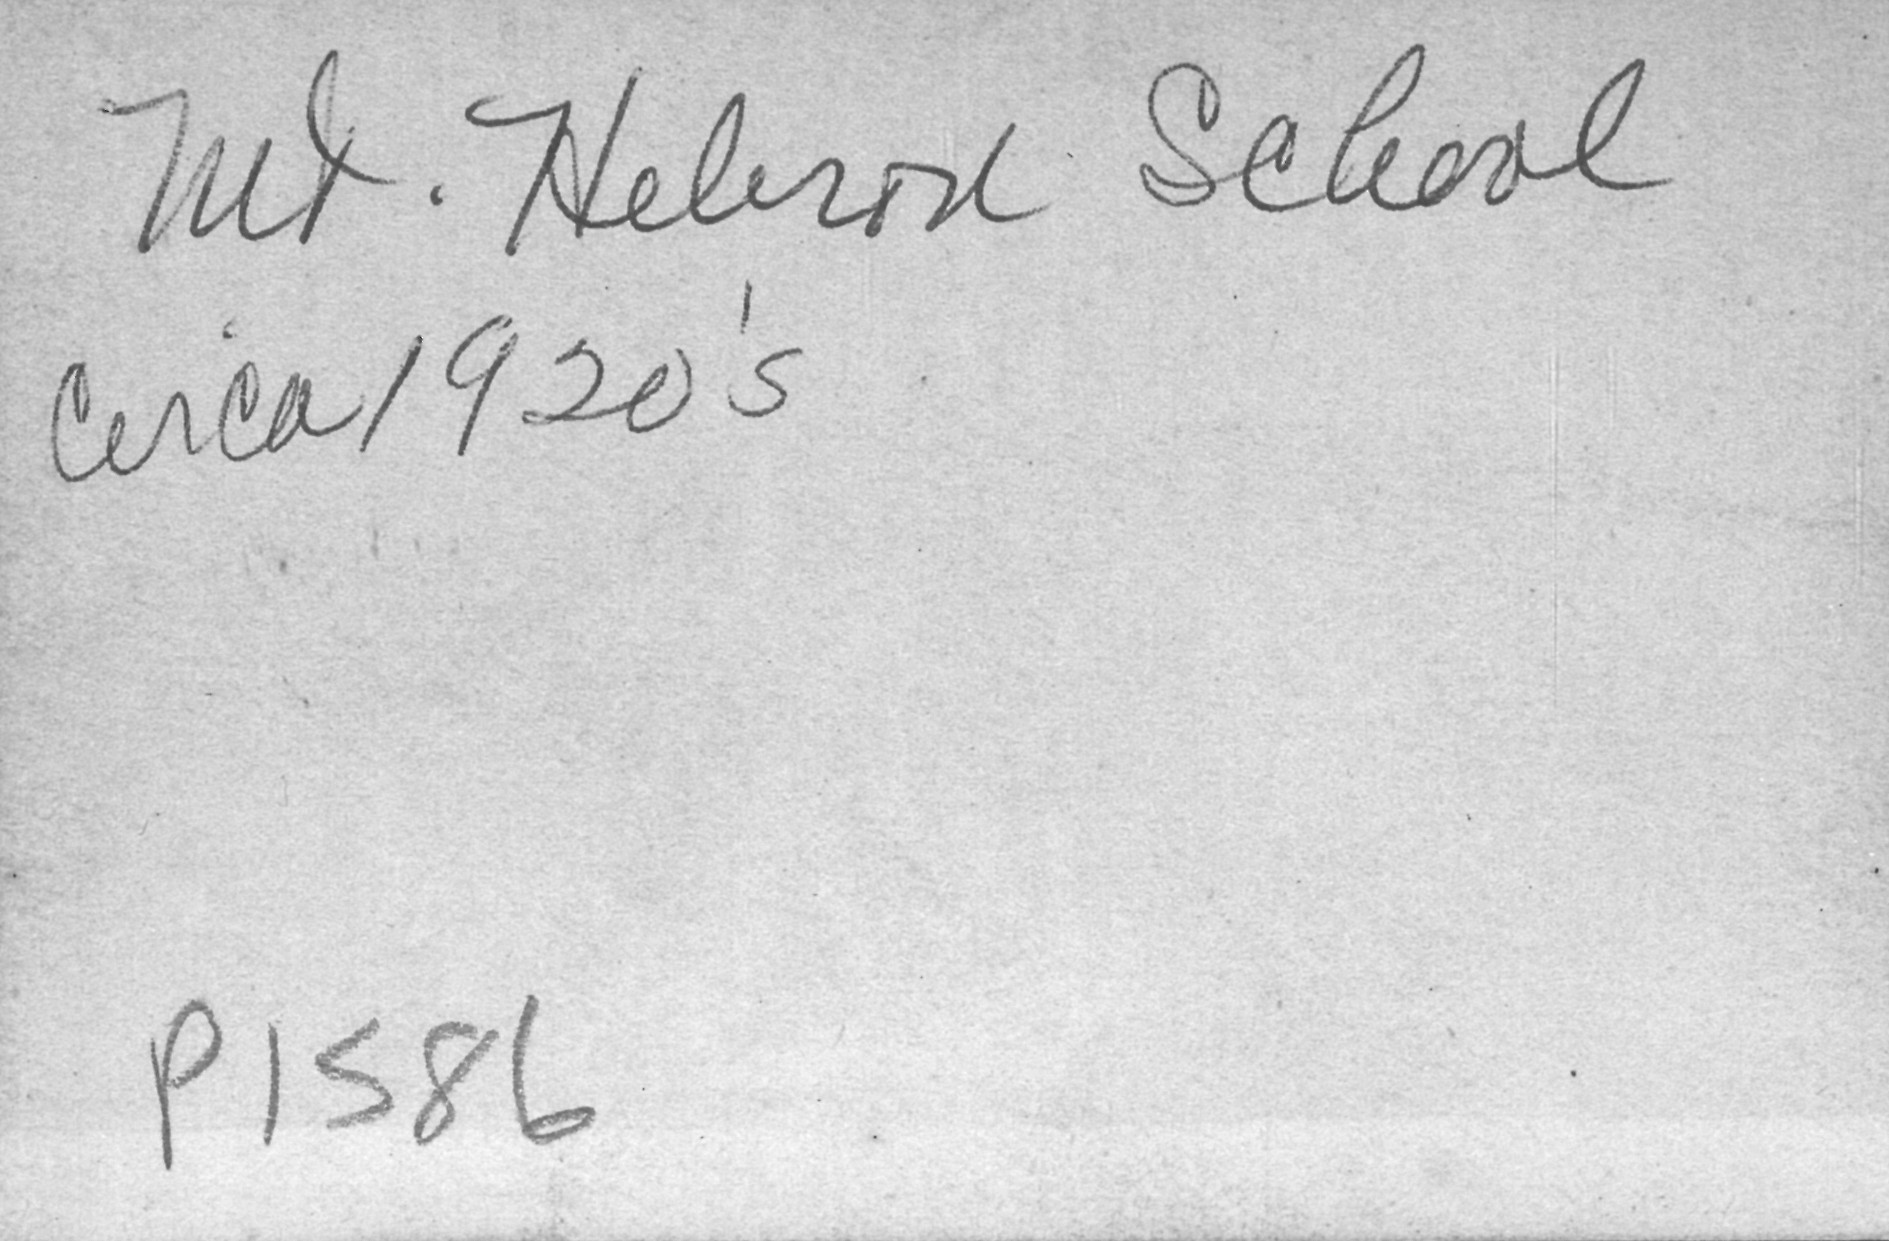 Mt. Hebron School
Circa 1920's
P1586